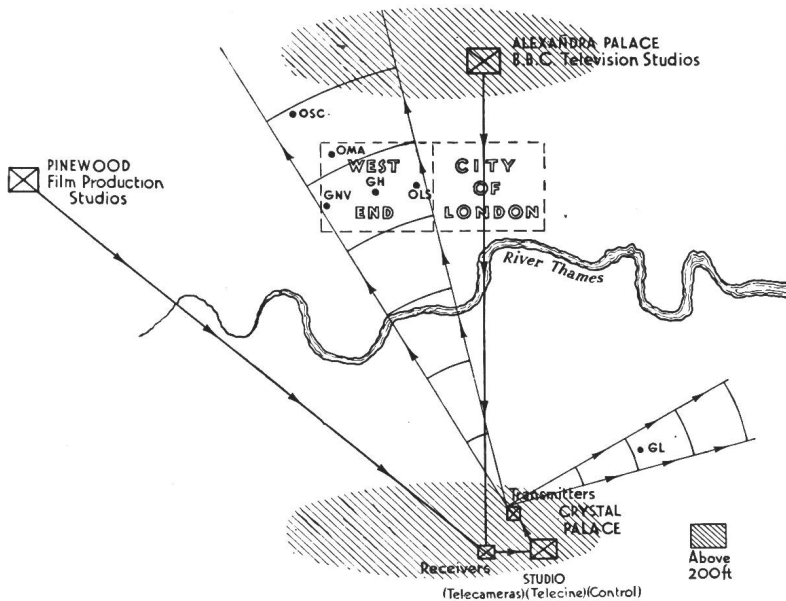 ALEXANDRA PALACE
B.B.C. Television Studios
OSC
PINEWOOD
Film Production
Studios
OMA
WEST
END
GH
GNV
OLS
CITY
OF
LONDON
River Thames
GL
Transmitters
CRYSTAL
PALACE
Receivers
STUDIO
(Telecameras)(Telecine)(Control)
Above
200ft